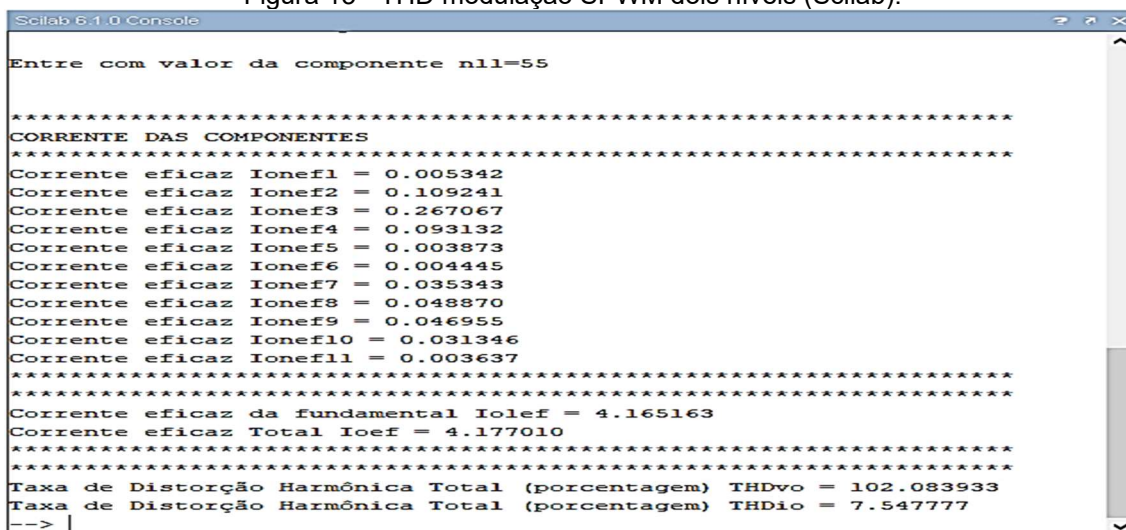 Figura 16 - THD modulação SPWM dois níveis (Scilab).
Scilab 6.1.0 Console
Entre com valor da componente n11=55
*******************************************************************
CORRENTE DAS COMPONENTES
*******************************************************************
Corrente eficaz Ionef1 = 0.005342
Corrente eficaz Ionef2 = 0.109241
Corrente eficaz Ionef3 = 0.267067
Corrente eficaz Ionef4 = 0.093132
Corrente eficaz Ionef5 = 0.003873
Corrente eficaz Ionef6 = 0.004445
Corrente eficaz Ionef7 = 0.035343
Corrente eficaz Ionef8 = 0.048870
Corrente eficaz Ionef9 = 0.046955
Corrente eficaz Ionef10 = 0.031346
Corrente eficaz Ionef11 = 0.003637
*******************************************************************
*******************************************************************
Corrente eficaz da fundamental Io1ef = 4.165163
Corrente eficaz Total Ioef = 4.177010
*******************************************************************
*******************************************************************
Taxa de Distorção Harmônica Total (porcentagem) THDvo = 102.083933
Taxa de Distorção Harmônica Total (porcentagem) THDio = 7.547777
-->